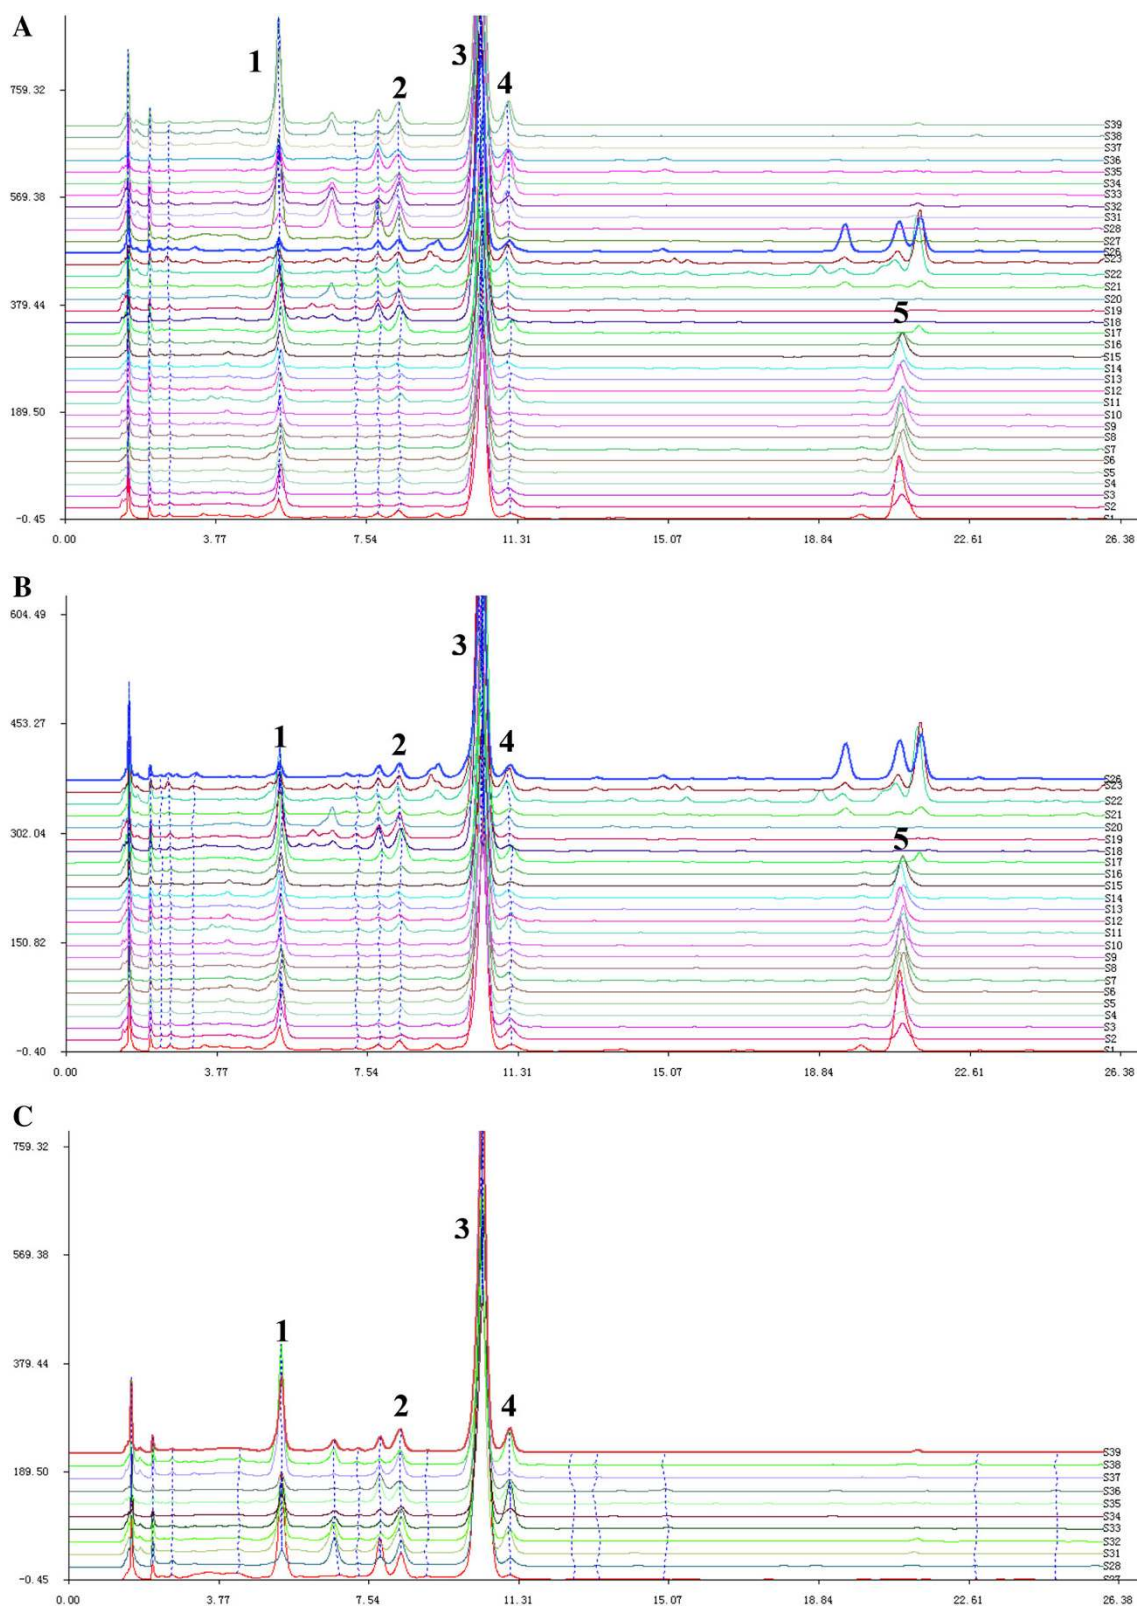 A
1
2
3
4
5
759.32
569.38
379.44
189.50
-0.45
S39
S38
S37
S36
S35
S34
S33
S32
S31
S28
S27
S26
S23
S22
S21
S20
S19
S18
S17
S16
S15
S14
S13
S12
S11
S10
S9
S8
S7
S6
S5
S4
S3
S2
S1
0.00 3.77 7.54 11.31 15.07 18.84 22.61 26.38
B
1
2
3
4
5
604.49
453.27
302.04
150.82
-0.40
S26
S23
S22
S21
S20
S19
S18
S17
S16
S15
S14
S13
S12
S11
S10
S9
S8
S7
S6
S5
S4
S3
S2
S1
0.00 3.77 7.54 11.31 15.07 18.84 22.61 26.38
C
1
2
3
4
759.32
569.38
379.44
189.50
-0.45
S39
S38
S37
S36
S35
S34
S33
S32
S31
S28
S27
0.00 3.77 7.54 11.31 15.07 18.84 22.61 26.38